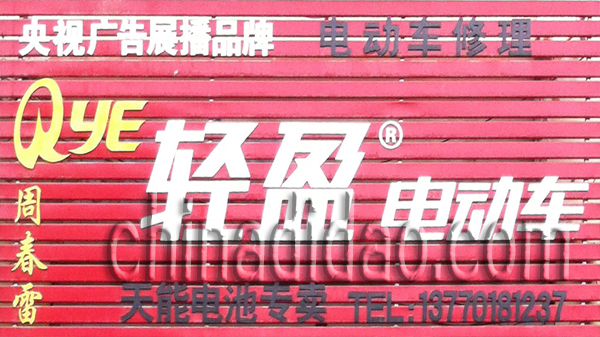 央视广告展播品牌 电动车修理
QYE 轻盈® 电动车
周春雷
chinadidao.com
天能电池专卖 TEL:13770181237